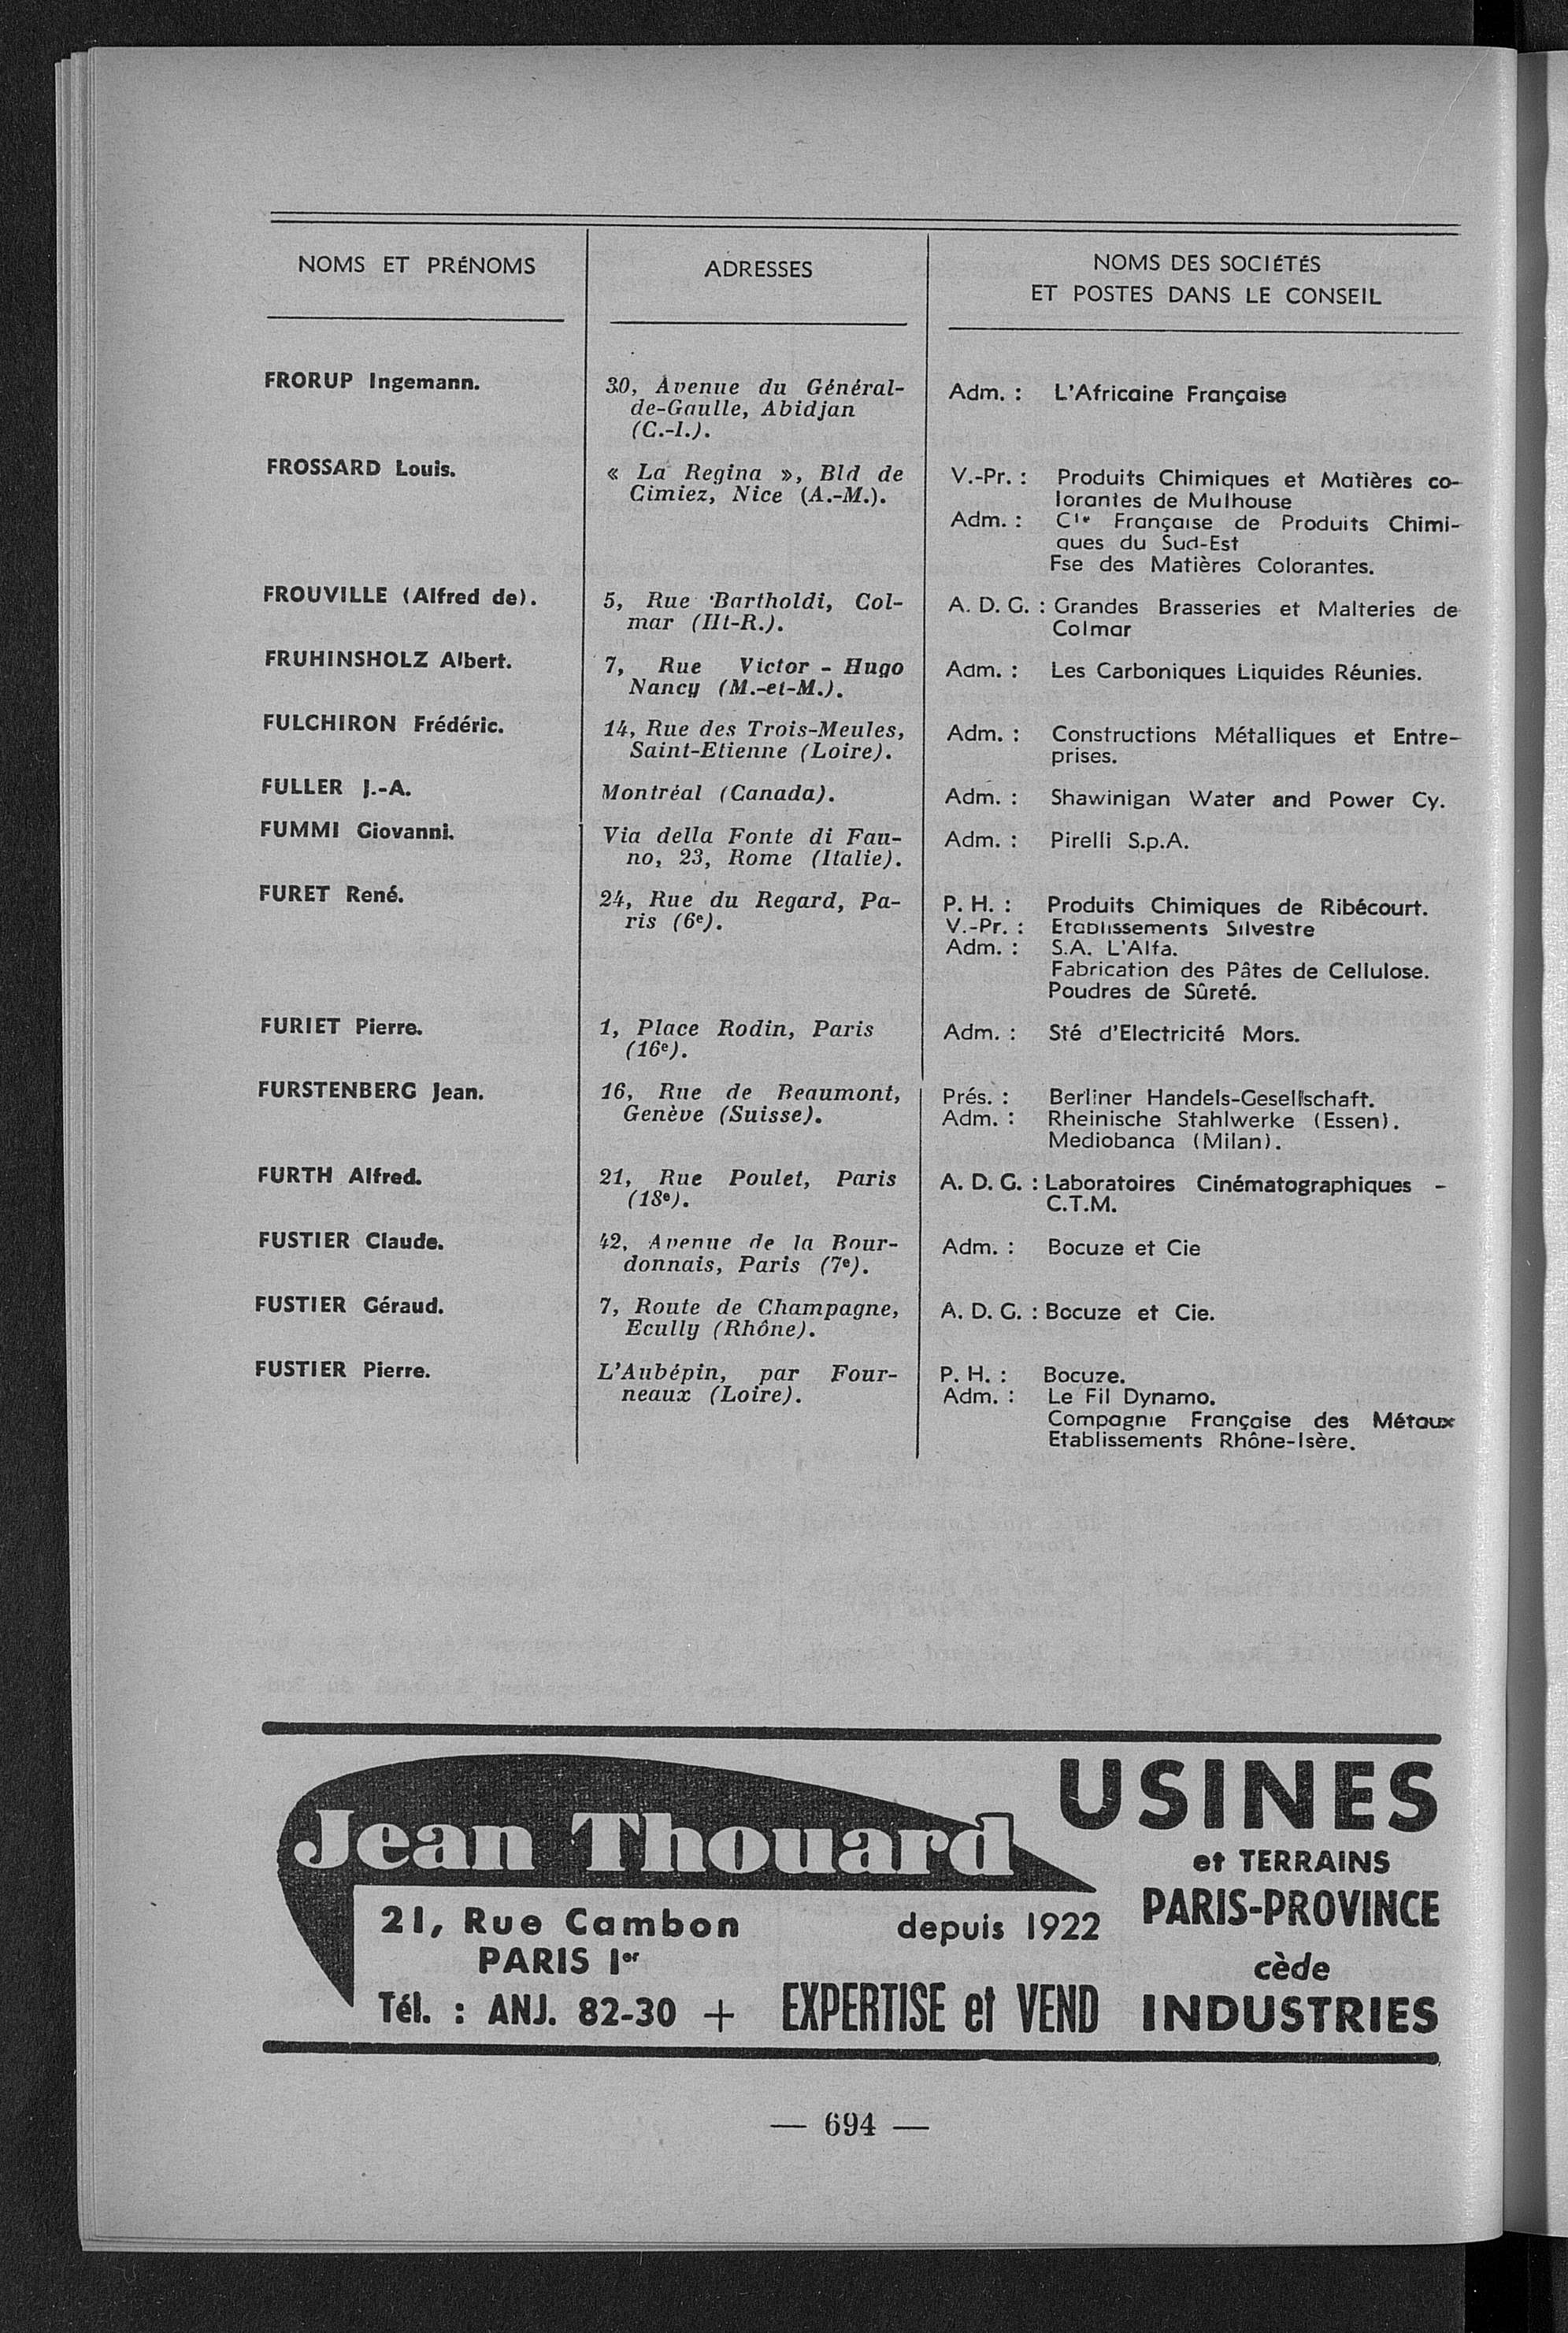 NOMS ET PRÉNOMS
ADRESSES
NOMS DES SOCIÉTÉS
ET POSTES DANS LE CONSEIL
FRORUP Ingemann.
30, Avenue du Général-
de-Gaulle, Abidjan
(C.-I.).
Adm. : L'Africaine Française
FROSSARD Louis.
« La Regina », Bld de
Cimiez, Nice (A.-M.).
V.-Pr. : Produits Chimiques et Matières co-
lorantes de Mulhouse
Adm. : Cie Française de Produits Chimi-
ques du Sud-Est
Fse des Matières Colorantes.
FROUVILLE (Alfred de).
5, Rue Bartholdi, Col-
mar (Ht-R.).
A. D. G. : Grandes Brasseries et Malteries de
Colmar
FRUHINSHOLZ Albert.
7, Rue Victor - Hugo
Nancy (M.-et-M.).
Adm. : Les Carboniques Liquides Réunies.
FULCHIRON Frédéric.
14, Rue des Trois-Meules,
Saint-Etienne (Loire).
Adm. : Constructions Métalliques et Entre-
prises.
FULLER J.-A.
Montréal (Canada).
Adm. : Shawinigan Water and Power Cy.
FUMMI Giovanni.
Via della Fonte di Fau-
no, 23, Rome (Italie).
Adm. : Pirelli S.p.A.
FURET René.
24, Rue du Regard, Pa-
ris (6e).
P. H. : Produits Chimiques de Ribécourt.
V.-Pr. : Etablissements Silvestre
Adm. : S.A. L'Alfa.
Fabrication des Pâtes de Cellulose.
Poudres de Sûreté.
FURIET Pierre.
1, Place Rodin, Paris
(16e).
Adm. : Sté d'Electricité Mors.
FURSTENBERG Jean.
16, Rue de Beaumont,
Genève (Suisse).
Prés. : Berliner Handels-Gesellschaft.
Adm. : Rheinische Stahlwerke (Essen).
Mediobanca (Milan).
FURTH Alfred.
21, Rue Poulet, Paris
(18e).
A. D. G. : Laboratoires Cinématographiques -
C.T.M.
FUSTIER Claude.
42, Avenue de la Bour-
donnais, Paris (7e).
Adm. : Bocuze et Cie
FUSTIER Géraud.
7, Route de Champagne,
Ecully (Rhône).
A. D. G. : Bocuze et Cie.
FUSTIER Pierre.
L'Aubépin, par Four-
neaux (Loire).
P. H. : Bocuze.
Adm. : Le Fil Dynamo.
Compagnie Française des Métaux
Etablissements Rhône-Isère.
Jean Thouard
21, Rue Cambon
PARIS Ier
Tél. : ANJ. 82-30 +
depuis 1922
EXPERTISE et VEND
USINES
et TERRAINS
PARIS-PROVINCE
cède
INDUSTRIES
— 694 —